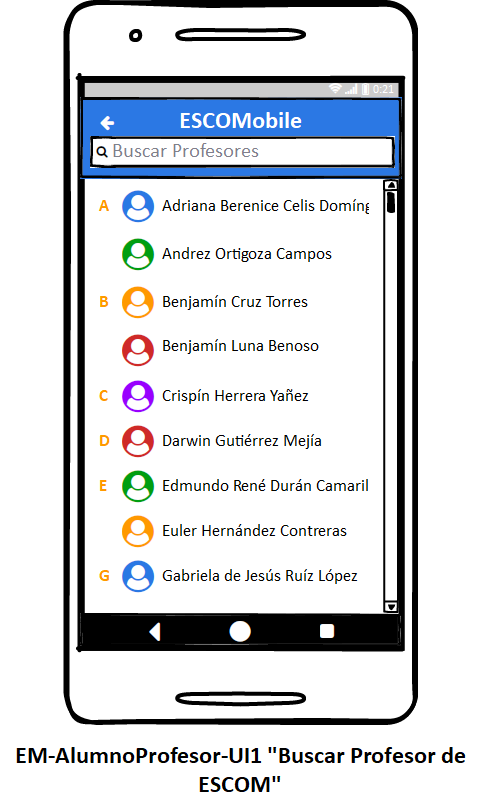 0:21
ESCOMobile
Buscar Profesores
A Adriana Berenice Celis Domíng
Andrez Ortigoza Campos
B Benjamín Cruz Torres
Benjamín Luna Benoso
C Crispín Herrera Yañez
D Darwin Gutiérrez Mejía
E Edmundo René Durán Camaril
Euler Hernández Contreras
G Gabriela de Jesús Ruíz López
EM-AlumnoProfesor-UI1 "Buscar Profesor de
ESCOM"